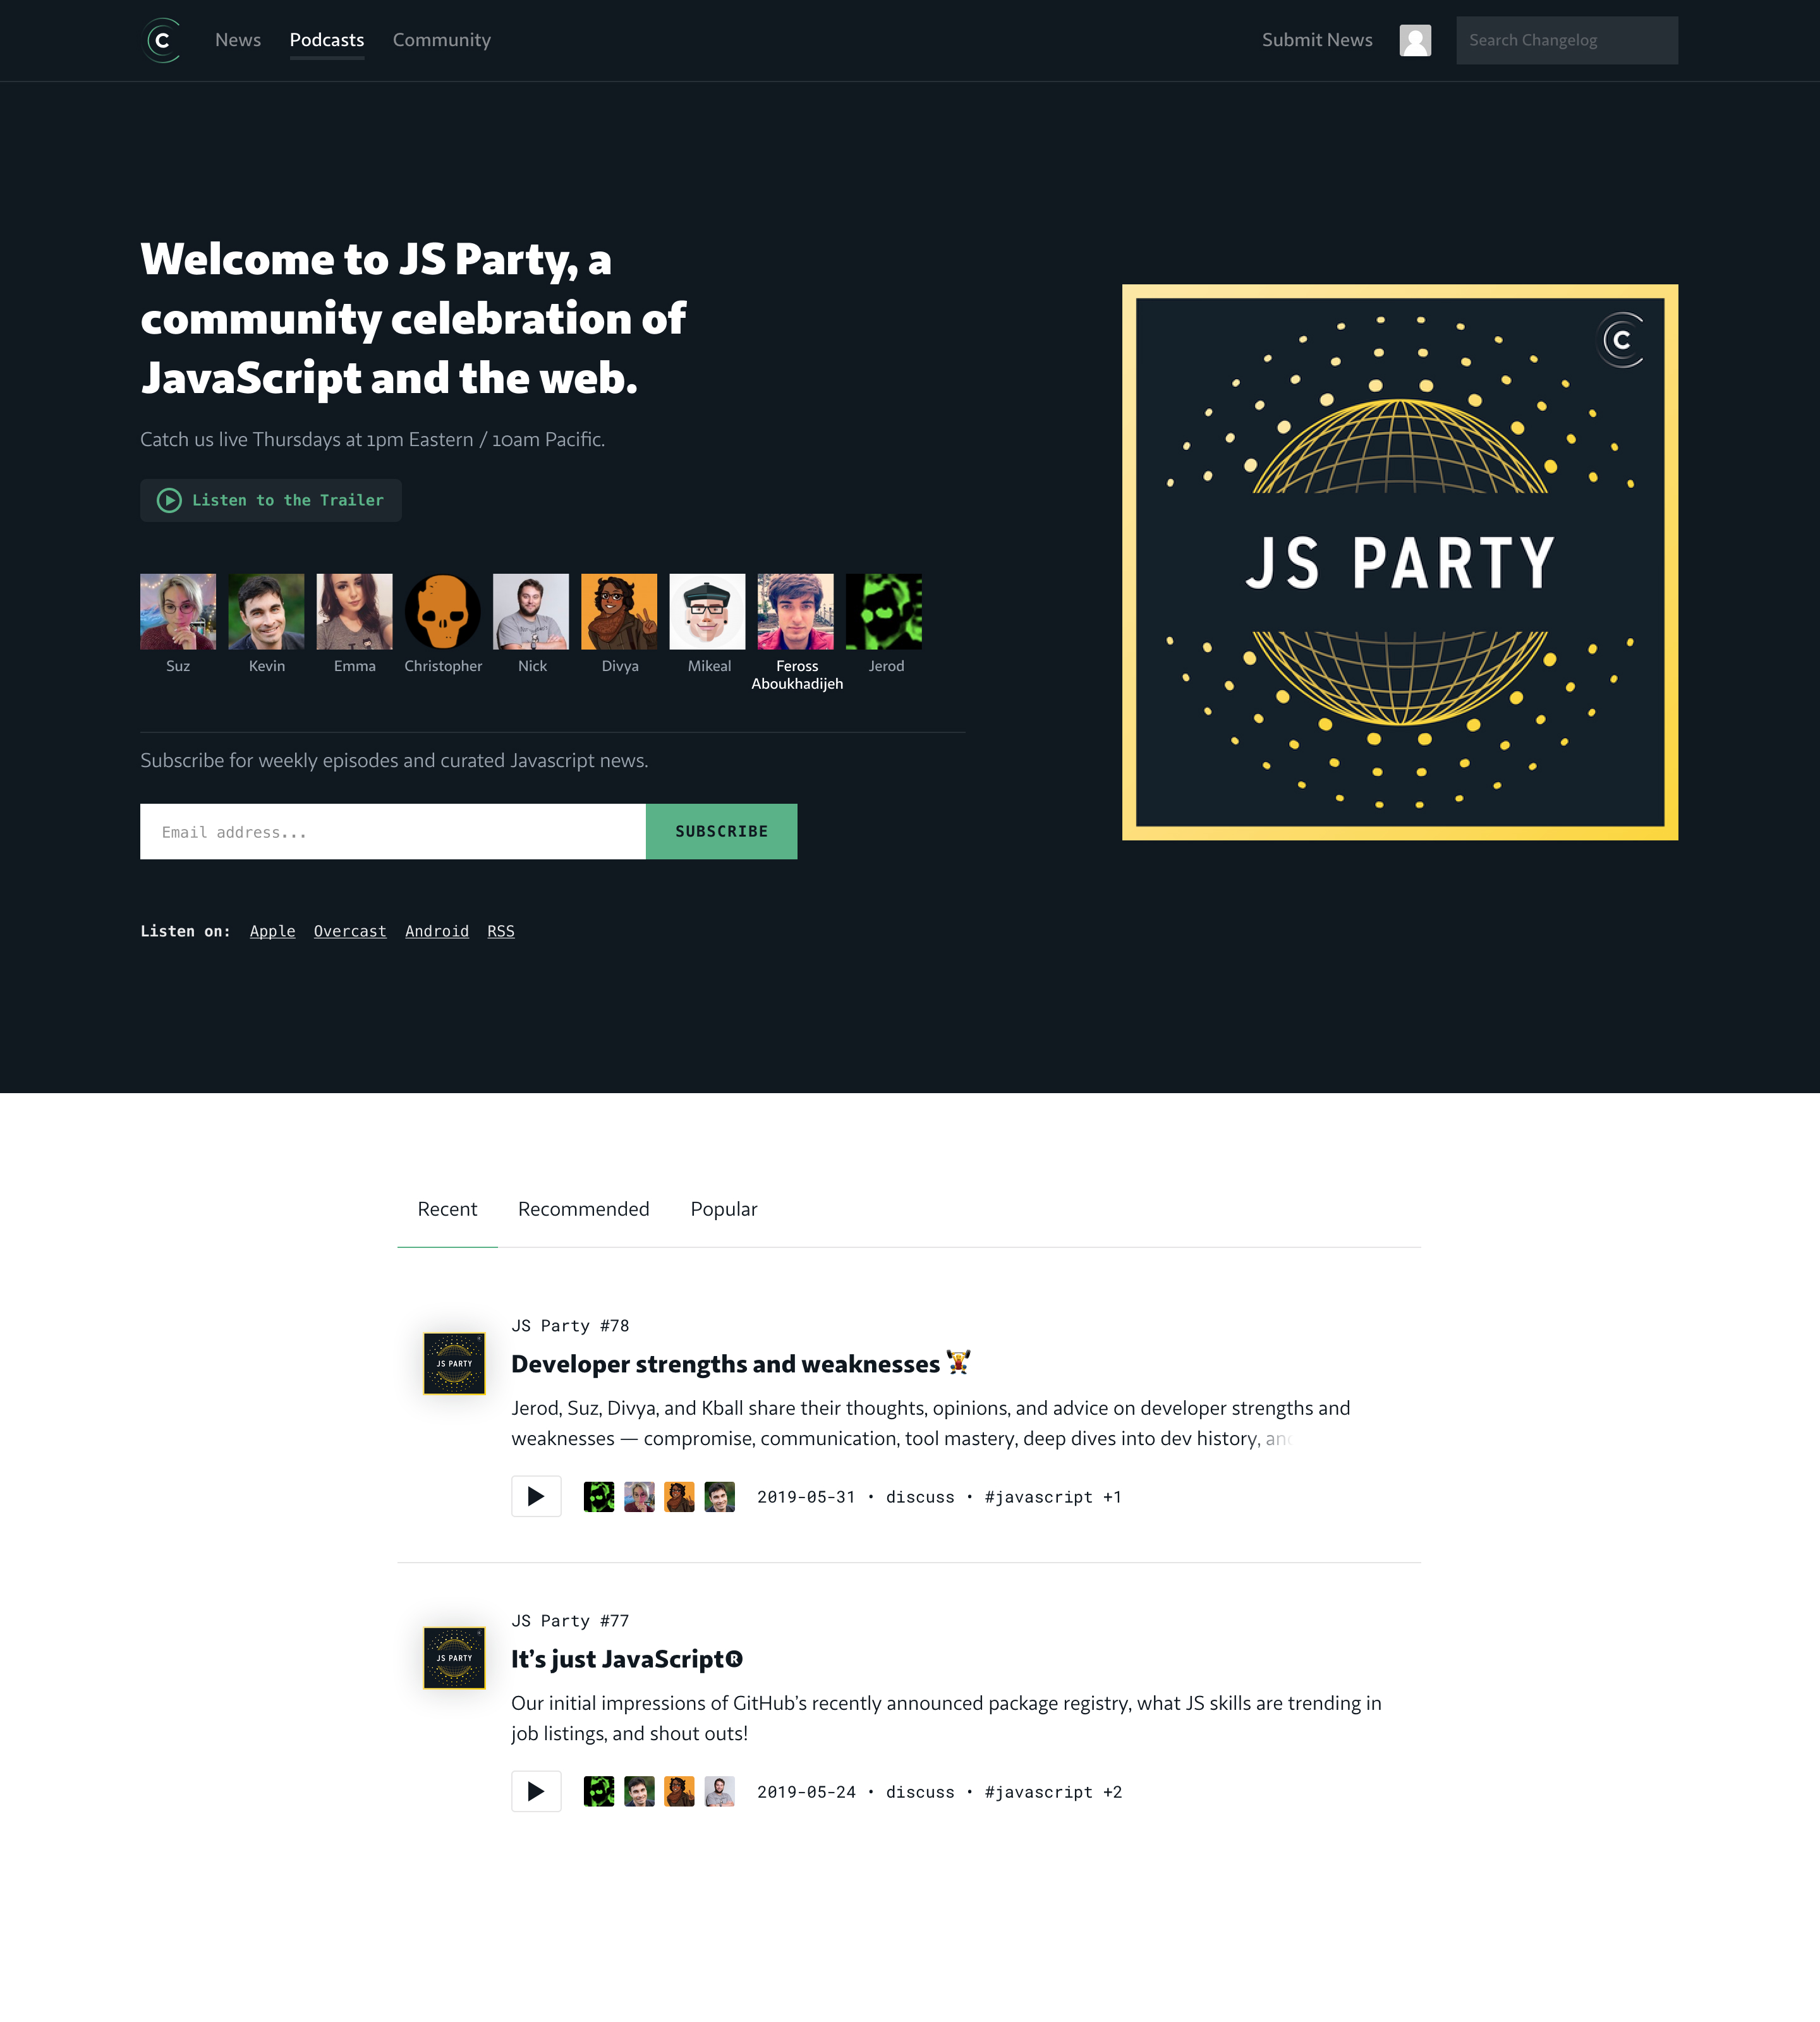 C
News
Podcasts
Community
Submit News
Search Changelog
Welcome to JS Party, a
community celebration of
JavaScript and the web.
Catch us live Thursdays at 1pm Eastern / 10am Pacific.
Listen to the Trailer
Suz
Kevin
Emma
Christopher
Nick
Divya
Mikeal
Feross
Aboukhadijeh
Jerod
Subscribe for weekly episodes and curated Javascript news.
Email address...
SUBSCRIBE
Listen on: Apple Overcast Android RSS
C
JS PARTY
Recent
Recommended
Popular
JS PARTY
JS Party #78
Developer strengths and weaknesses 🏋
Jerod, Suz, Divya, and Kball share their thoughts, opinions, and advice on developer strengths and
weaknesses — compromise, communication, tool mastery, deep dives into dev history, and
2019-05-31 • discuss • #javascript +1
JS PARTY
JS Party #77
It’s just JavaScript®
Our initial impressions of GitHub’s recently announced package registry, what JS skills are trending in
job listings, and shout outs!
2019-05-24 • discuss • #javascript +2